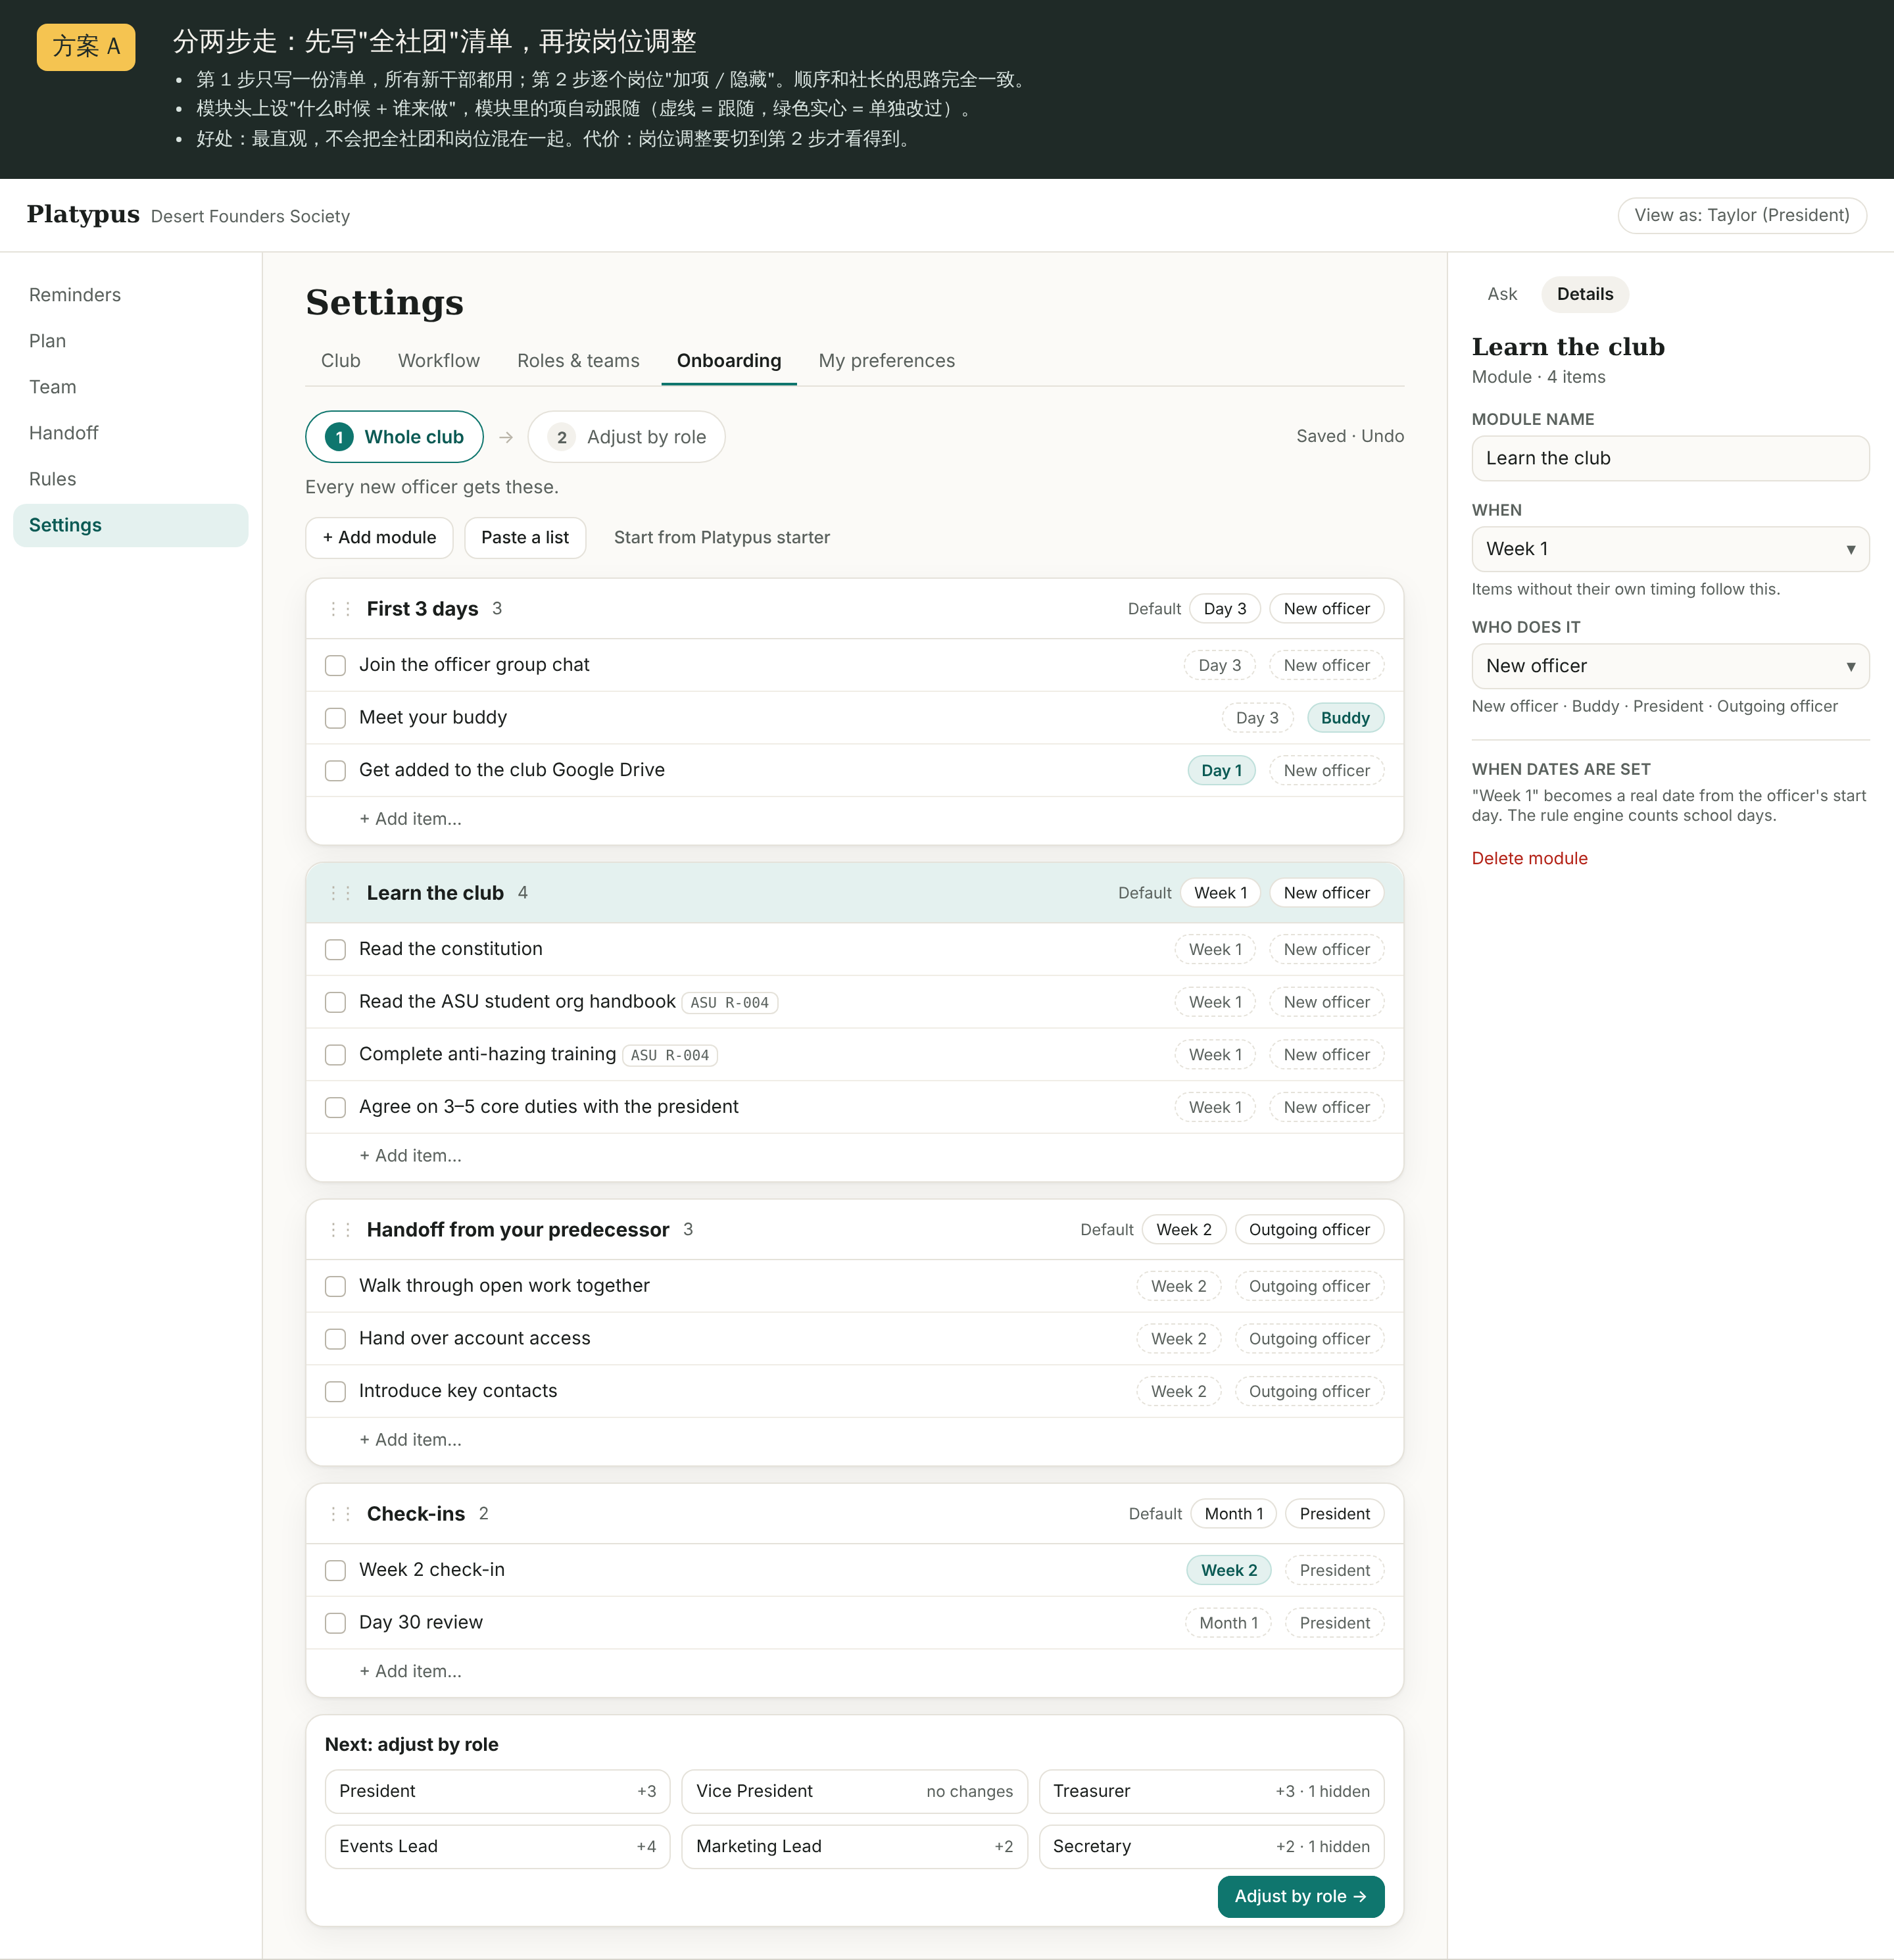 方案 A
分两步走：先写"全社团"清单，再按岗位调整
• 第 1 步只写一份清单，所有新干部都用；第 2 步逐个岗位"加项 / 隐藏"。顺序和社长的思路完全一致。
• 模块头上设"什么时候 + 谁来做"，模块里的项自动跟随（虚线 = 跟随，绿色实心 = 单独改过）。
• 好处：最直观，不会把全社团和岗位混在一起。代价：岗位调整要切到第 2 步才看得到。
Platypus Desert Founders Society
View as: Taylor (President)
Reminders
Plan
Team
Handoff
Rules
Settings
Settings
Club Workflow Roles & teams Onboarding My preferences
1 Whole club → 2 Adjust by role
Saved · Undo
Every new officer gets these.
+ Add module Paste a list Start from Platypus starter
First 3 days 3 Default Day 3 New officer
Join the officer group chat Day 3 New officer
Meet your buddy Day 3 Buddy
Get added to the club Google Drive Day 1 New officer
+ Add item...
Learn the club 4 Default Week 1 New officer
Read the constitution Week 1 New officer
Read the ASU student org handbook ASU R-004 Week 1 New officer
Complete anti-hazing training ASU R-004 Week 1 New officer
Agree on 3–5 core duties with the president Week 1 New officer
+ Add item...
Handoff from your predecessor 3 Default Week 2 Outgoing officer
Walk through open work together Week 2 Outgoing officer
Hand over account access Week 2 Outgoing officer
Introduce key contacts Week 2 Outgoing officer
+ Add item...
Check-ins 2 Default Month 1 President
Week 2 check-in Week 2 President
Day 30 review Month 1 President
+ Add item...
Next: adjust by role
President +3
Vice President no changes
Treasurer +3 · 1 hidden
Events Lead +4
Marketing Lead +2
Secretary +2 · 1 hidden
Adjust by role →
Ask Details
Learn the club
Module · 4 items
MODULE NAME
Learn the club
WHEN
Week 1 ▾
Items without their own timing follow this.
WHO DOES IT
New officer ▾
New officer · Buddy · President · Outgoing officer
WHEN DATES ARE SET
"Week 1" becomes a real date from the officer's start
day. The rule engine counts school days.
Delete module